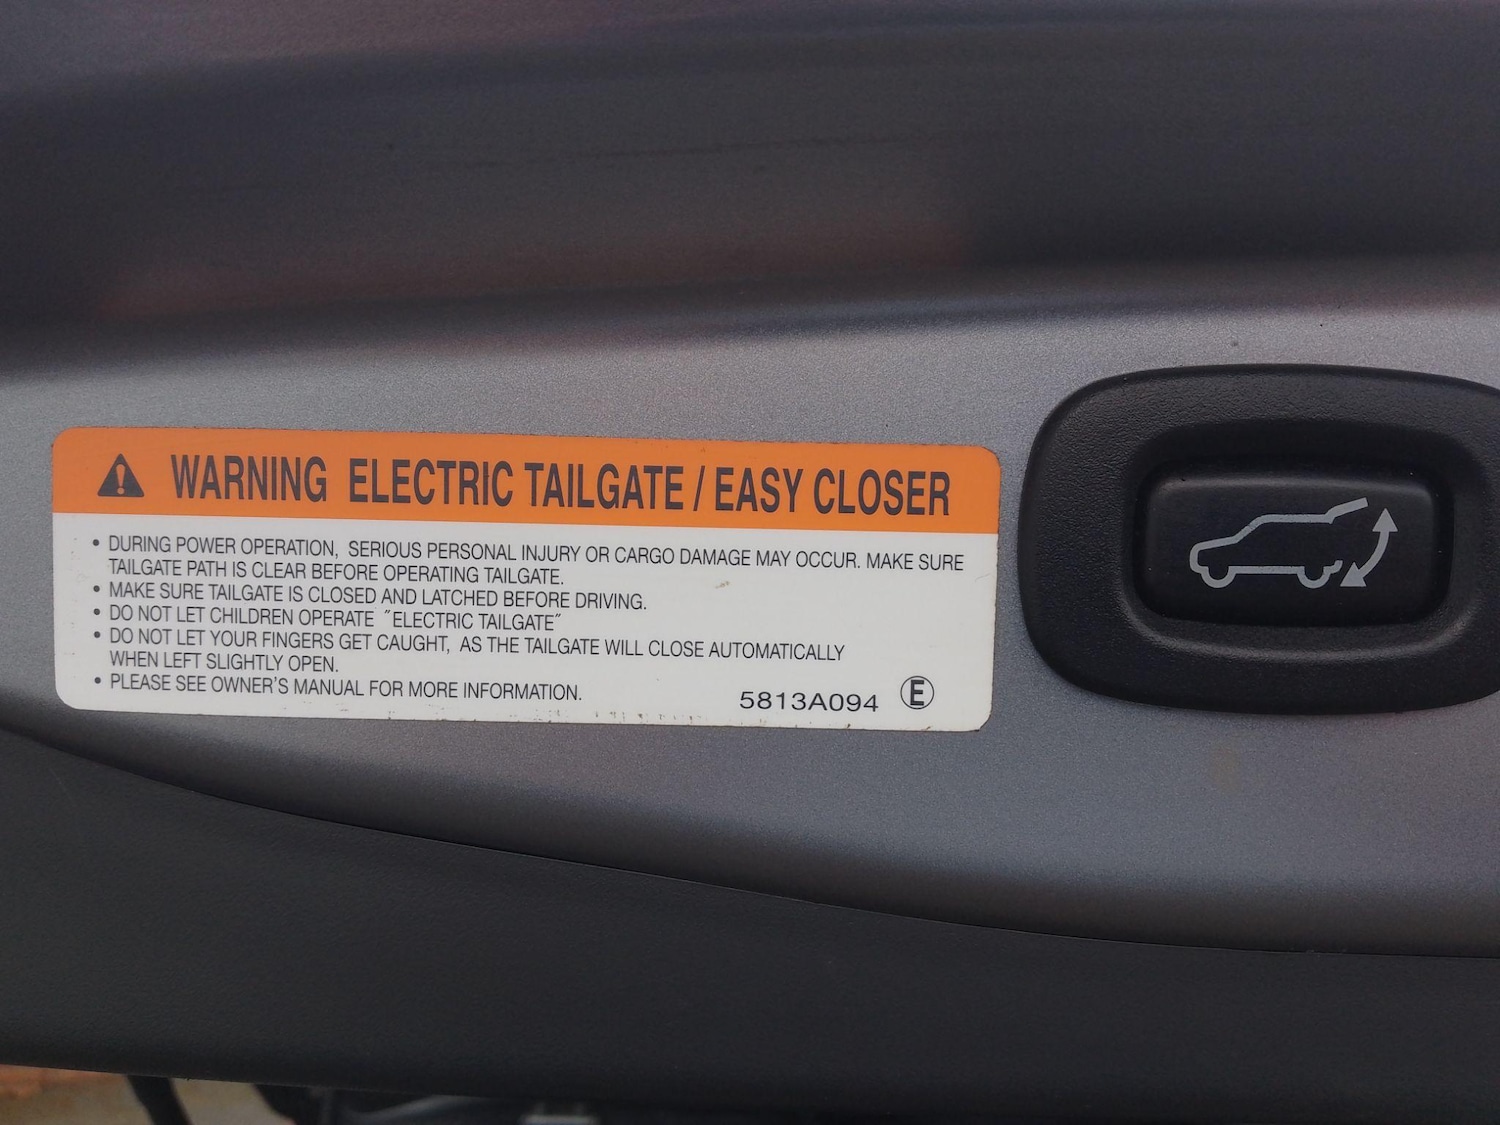 WARNING ELECTRIC TAILGATE / EASY CLOSER
• DURING POWER OPERATION, SERIOUS PERSONAL INJURY OR CARGO DAMAGE MAY OCCUR. MAKE SURE
TAILGATE PATH IS CLEAR BEFORE OPERATING TAILGATE.
• MAKE SURE TAILGATE IS CLOSED AND LATCHED BEFORE DRIVING.
• DO NOT LET CHILDREN OPERATE ˝ELECTRIC TAILGATE˝
• DO NOT LET YOUR FINGERS GET CAUGHT, AS THE TAILGATE WILL CLOSE AUTOMATICALLY
WHEN LEFT SLIGHTLY OPEN.
• PLEASE SEE OWNER'S MANUAL FOR MORE INFORMATION.
5813A094 Ⓔ